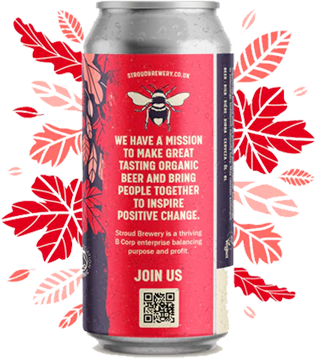 STROUDBREWERY.CO.UK
WE HAVE A MISSION
TO MAKE GREAT
TASTING ORGANIC
BEER AND BRING
PEOPLE TOGETHER
TO INSPIRE
POSITIVE CHANGE.
Stroud Brewery is a thriving
B Corp enterprise balancing
purpose and profit.
JOIN US